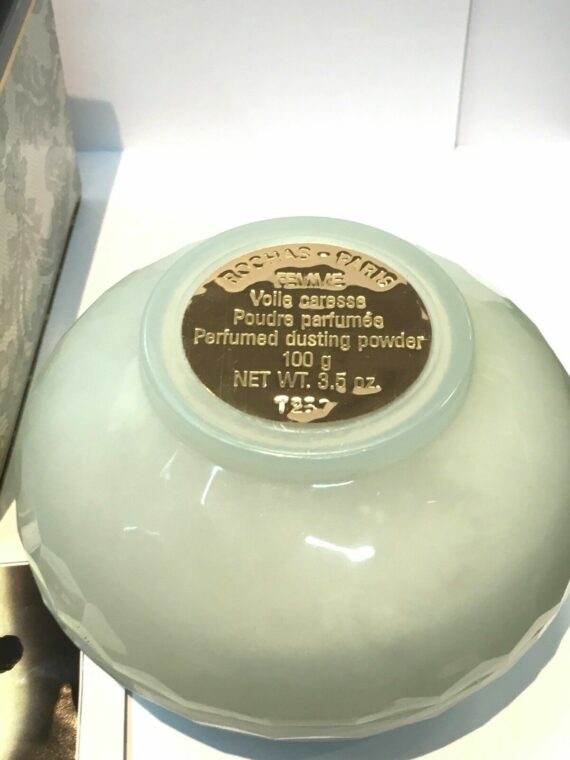 ROCHAS - PARIS
FEMME
Voile caresse
Poudre parfumée
Perfumed dusting powder
100 g
NET WT. 3.5 oz.